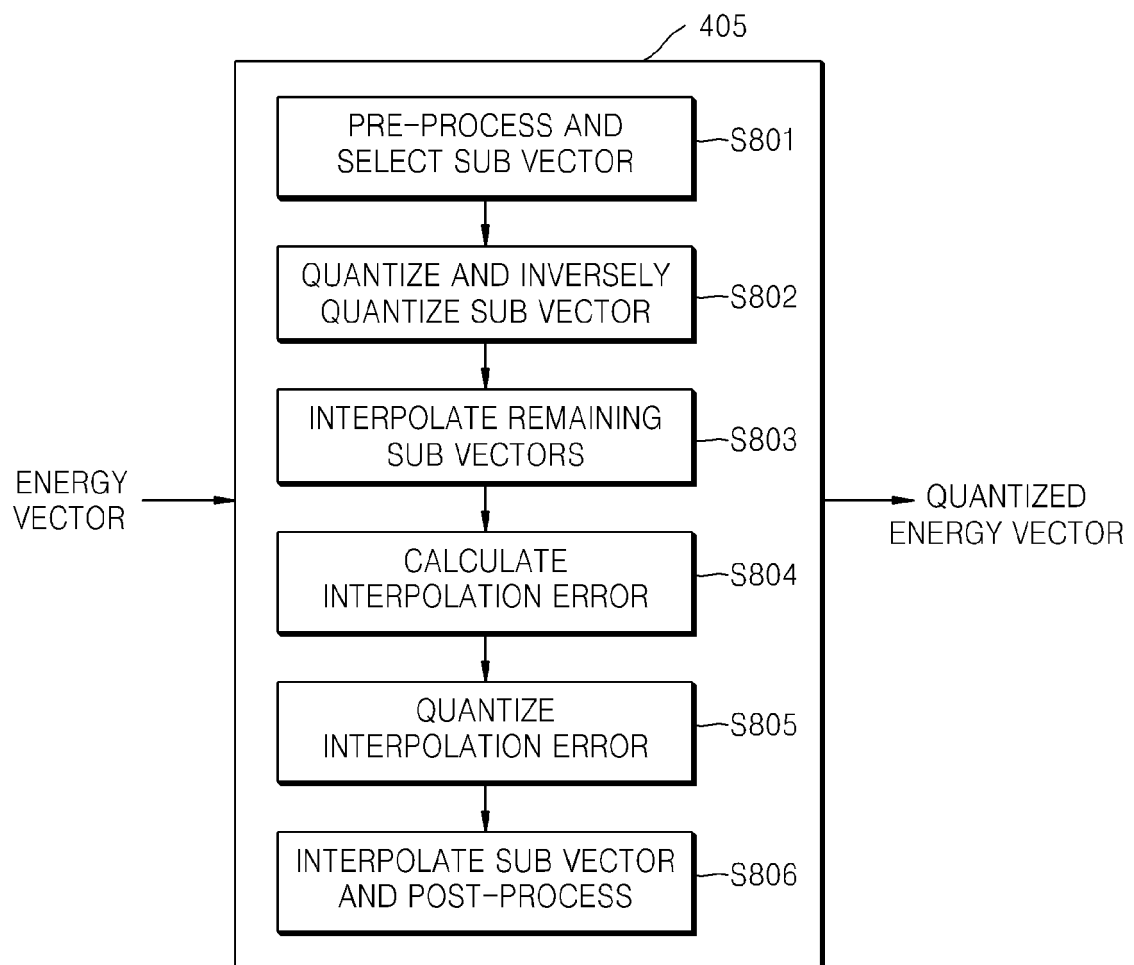 405
PRE-PROCESS AND
SELECT SUB VECTOR
S801
QUANTIZE AND INVERSELY
QUANTIZE SUB VECTOR
S802
INTERPOLATE REMAINING
SUB VECTORS
S803
ENERGY
VECTOR
QUANTIZED
ENERGY VECTOR
CALCULATE
INTERPOLATION ERROR
S804
QUANTIZE
INTERPOLATION ERROR
S805
INTERPOLATE SUB VECTOR
AND POST-PROCESS
S806